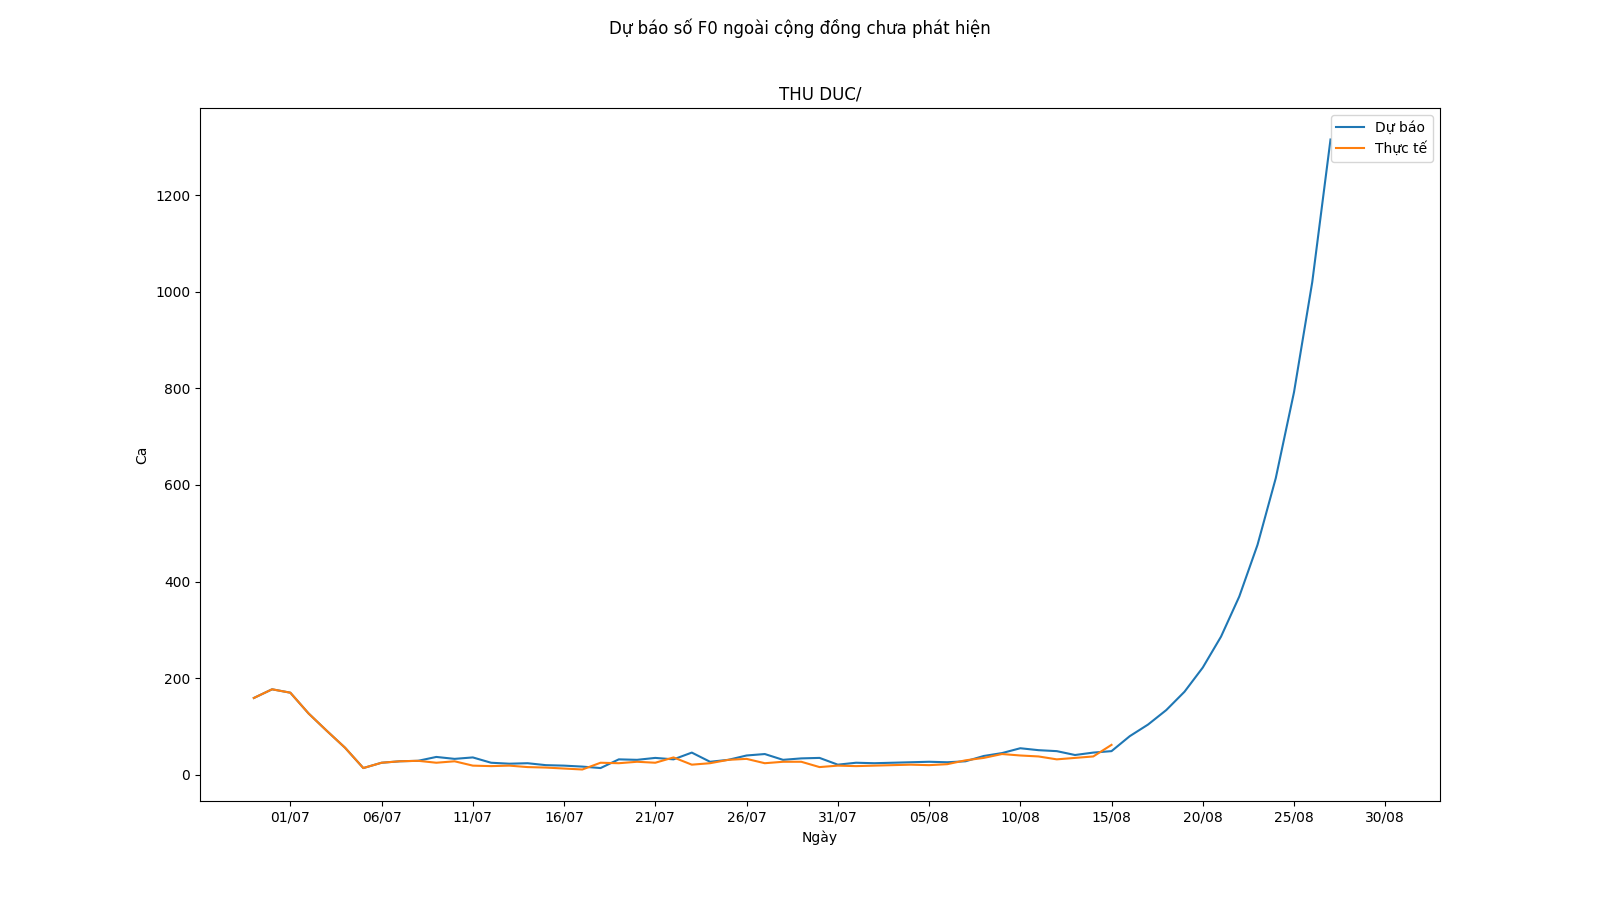 Dự báo số F0 ngoài cộng đồng chưa phát hiện
THU DUC/
Dự báo
Thực tế
1200
1000
800
600
400
200
0
Ca
01/07 06/07 11/07 16/07 21/07 26/07 31/07 05/08 10/08 15/08 20/08 25/08 30/08
Ngày